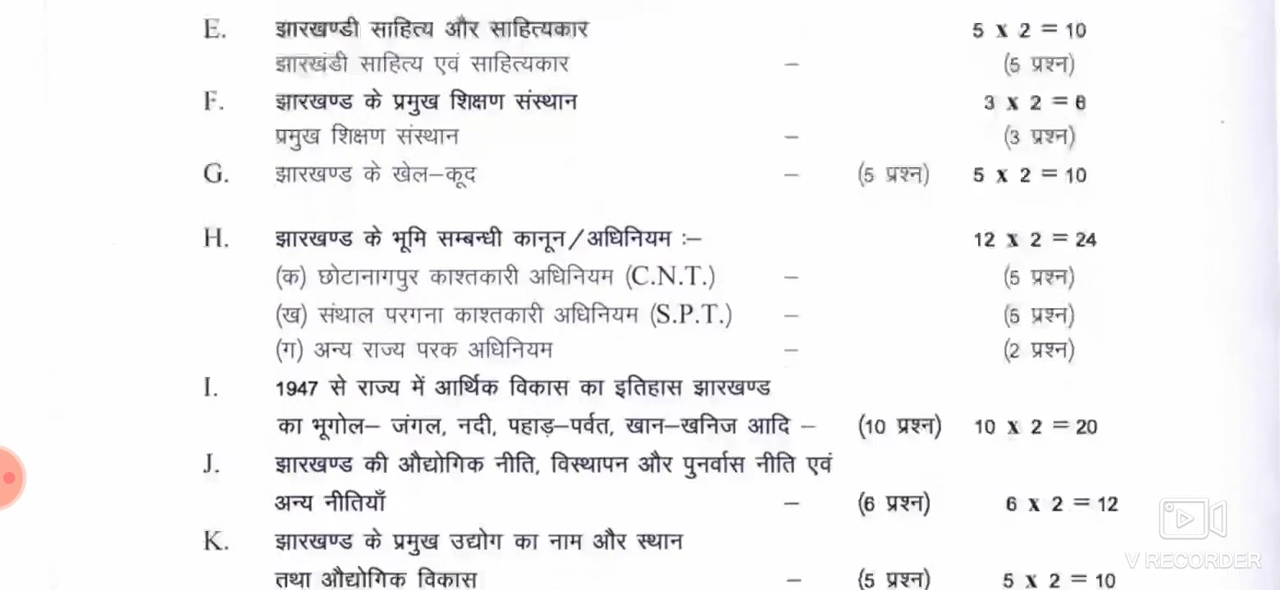 E. झारखण्डी साहित्य और साहित्यकार 5 x 2 = 10
झारखंडी साहित्य एवं साहित्यकार – (5 प्रश्न)
F. झारखण्ड के प्रमुख शिक्षण संस्थान 3 x 2 = 6
प्रमुख शिक्षण संस्थान – (3 प्रश्न)
G. झारखण्ड के खेल–कूद – (5 प्रश्न) 5 x 2 = 10
H. झारखण्ड के भूमि सम्बन्धी कानून/अधिनियम :– 12 x 2 = 24
(क) छोटानागपुर काश्तकारी अधिनियम (C.N.T.) – (5 प्रश्न)
(ख) संथाल परगना काश्तकारी अधिनियम (S.P.T.) – (5 प्रश्न)
(ग) अन्य राज्य परक अधिनियम – (2 प्रश्न)
I. 1947 से राज्य में आर्थिक विकास का इतिहास झारखण्ड
का भूगोल– जंगल, नदी, पहाड़–पर्वत, खान–खनिज आदि – (10 प्रश्न) 10 x 2 = 20
J. झारखण्ड की औद्योगिक नीति, विस्थापन और पुनर्वास नीति एवं
अन्य नीतियाँ – (6 प्रश्न) 6 x 2 = 12
K. झारखण्ड के प्रमुख उद्योग का नाम और स्थान
तथा औद्योगिक विकास – (5 प्रश्न) 5 x 2 = 10
V RECORDER